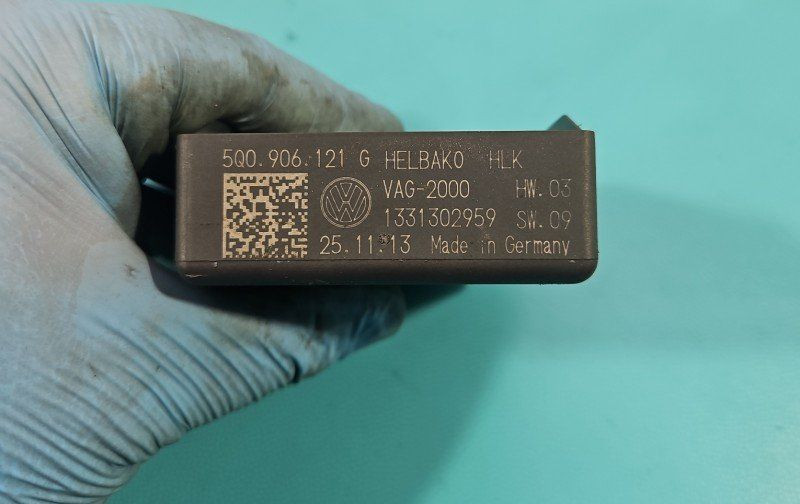 5Q0.906.121 G HELBAKO HLK
VAG-2000 HW.03
1331302959 SW.09
25.11.13 Made in Germany